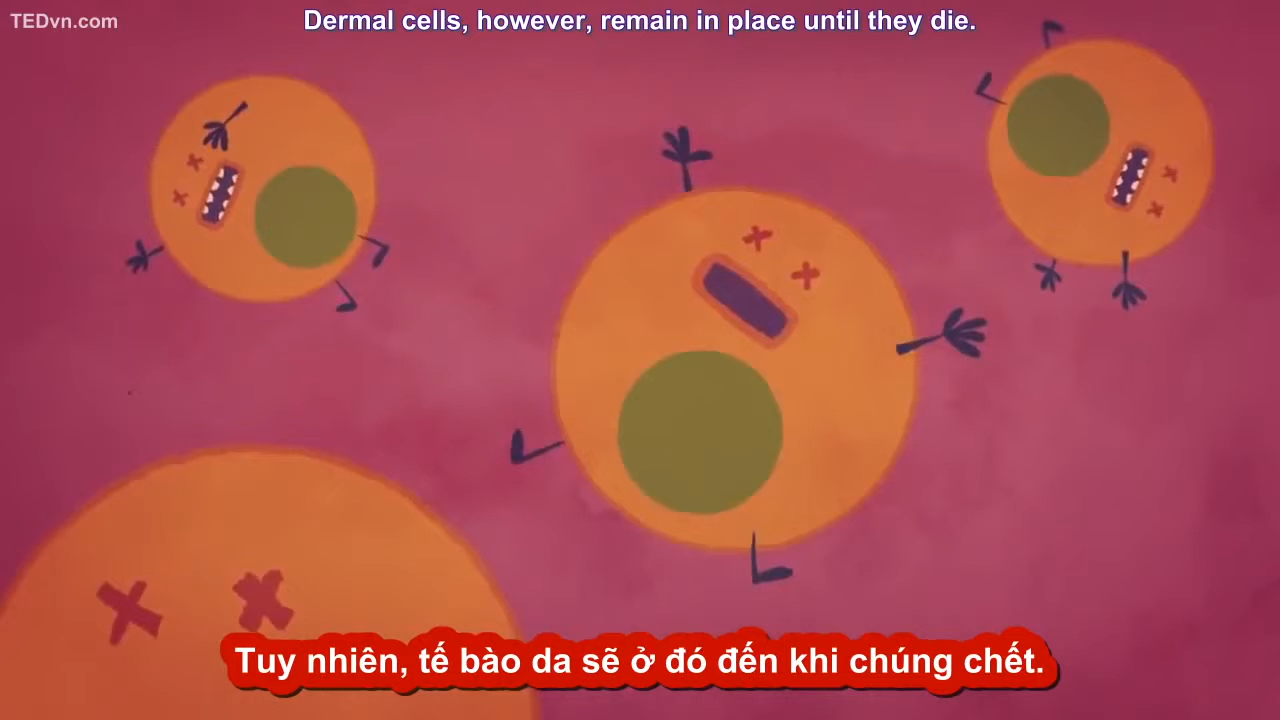 TEDvn.com
Dermal cells, however, remain in place until they die.
Tuy nhiên, tế bào da sẽ ở đó đến khi chúng chết.